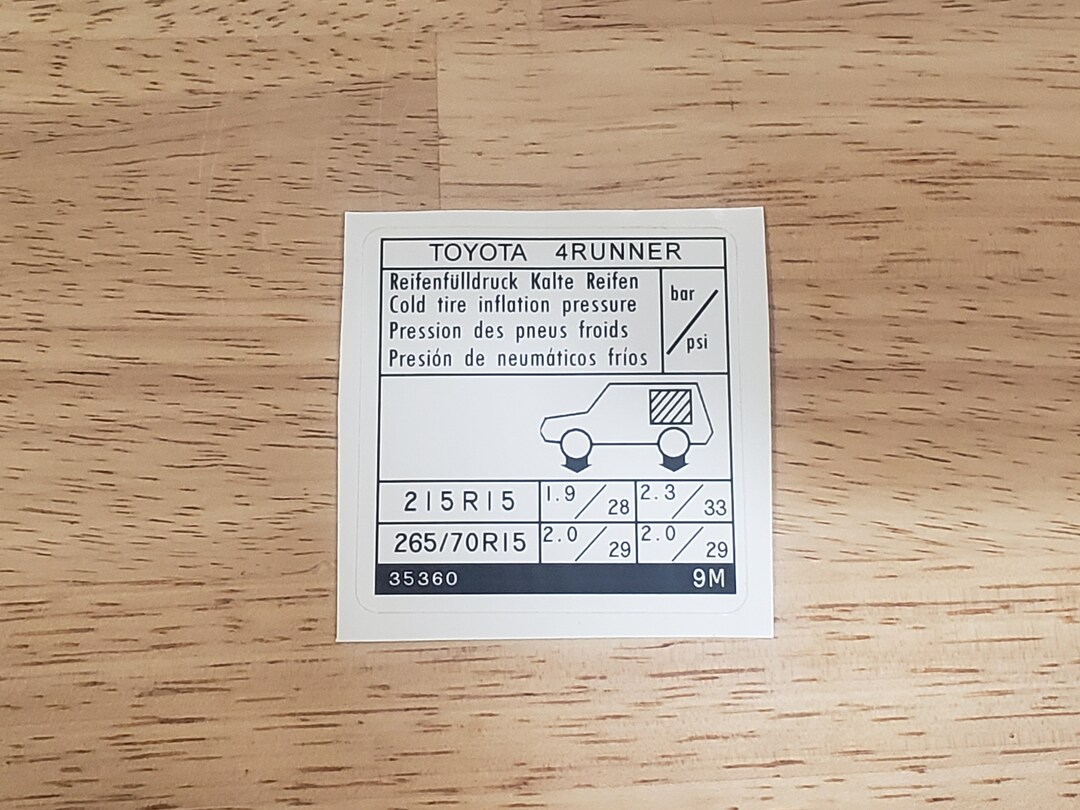 TOYOTA 4RUNNER
Reifenfülldruck Kalte Reifen
Cold tire inflation pressure
Pression des pneus froids
Presión de neumáticos fríos
bar / psi
215R15 1.9 / 28 2.3 / 33
265/70R15 2.0 / 29 2.0 / 29
35360 9M